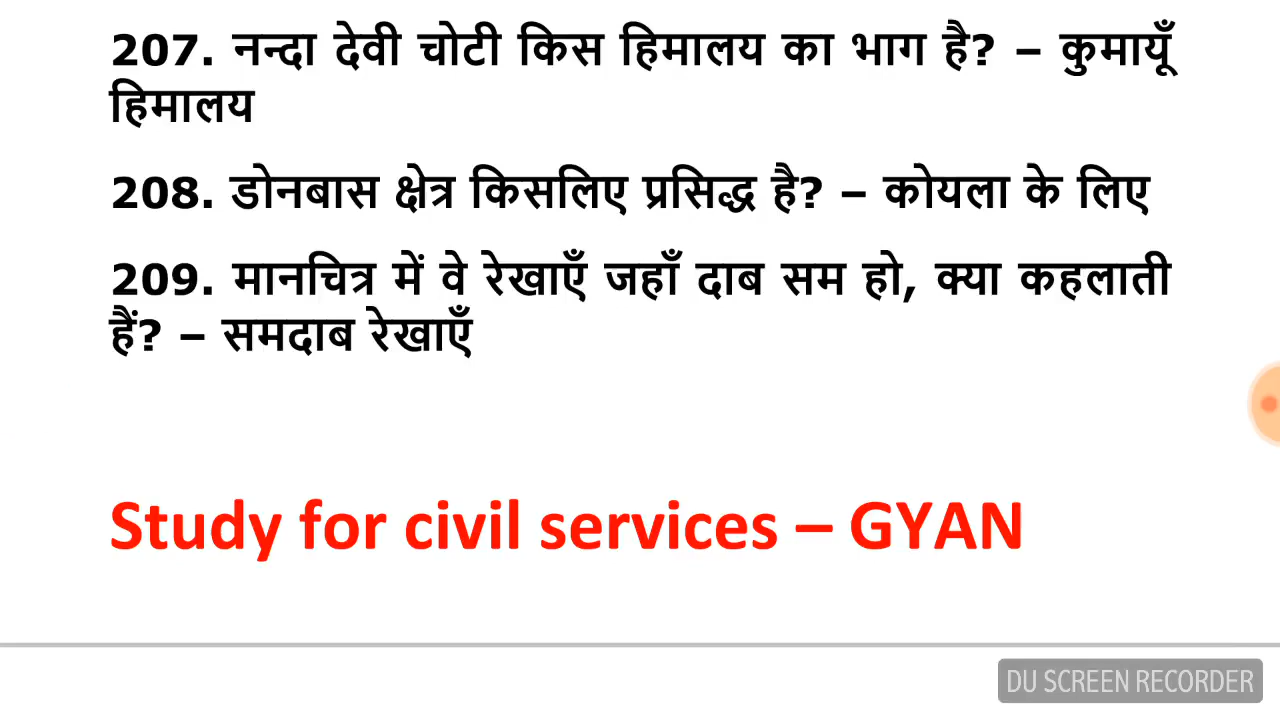 207. नन्दा देवी चोटी किस हिमालय का भाग है? – कुमायूँ
हिमालय
208. डोनबास क्षेत्र किसलिए प्रसिद्ध है? – कोयला के लिए
209. मानचित्र में वे रेखाएँ जहाँ दाब सम हो, क्या कहलाती
हैं? – समदाब रेखाएँ
Study for civil services – GYAN
DU SCREEN RECORDER